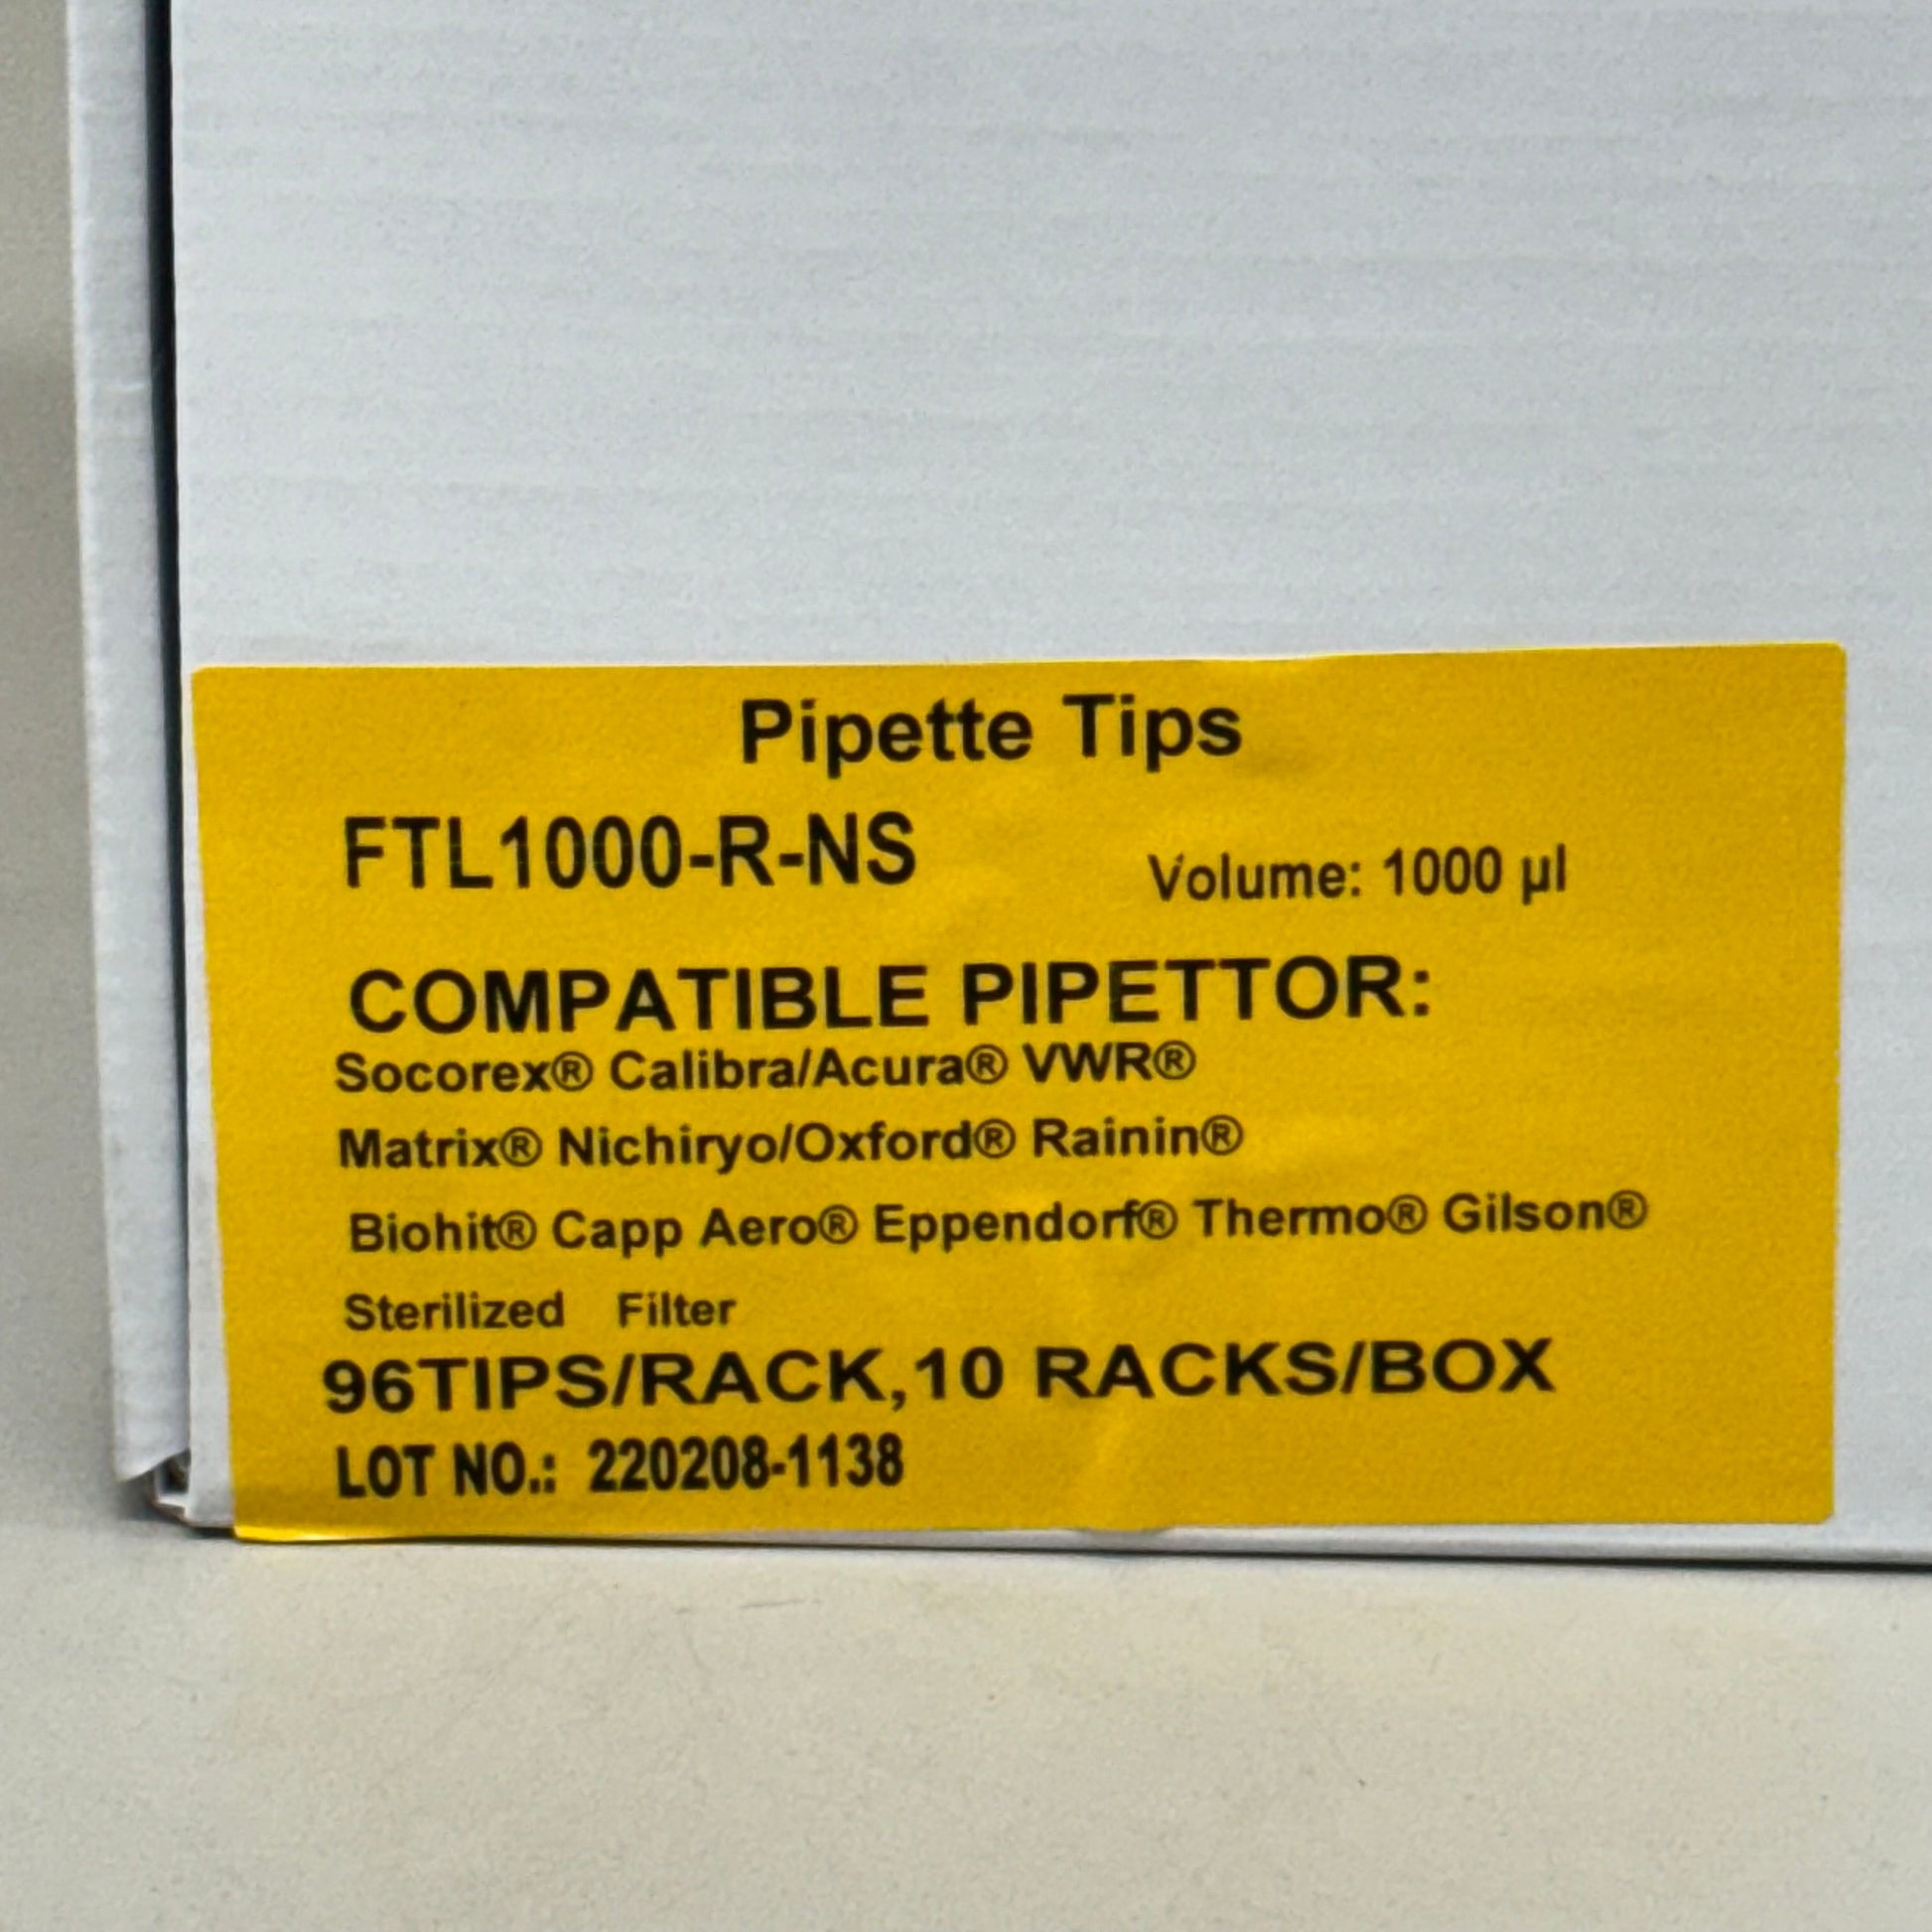 Pipette Tips
FTL1000-R-NS Volume: 1000 µl
COMPATIBLE PIPETTOR:
Socorex® Calibra/Acura® VWR®
Matrix® Nichiryo/Oxford® Rainin®
Biohit® Capp Aero® Eppendorf® Thermo® Gilson®
Sterilized Filter
96TIPS/RACK,10 RACKS/BOX
LOT NO.: 220208-1138